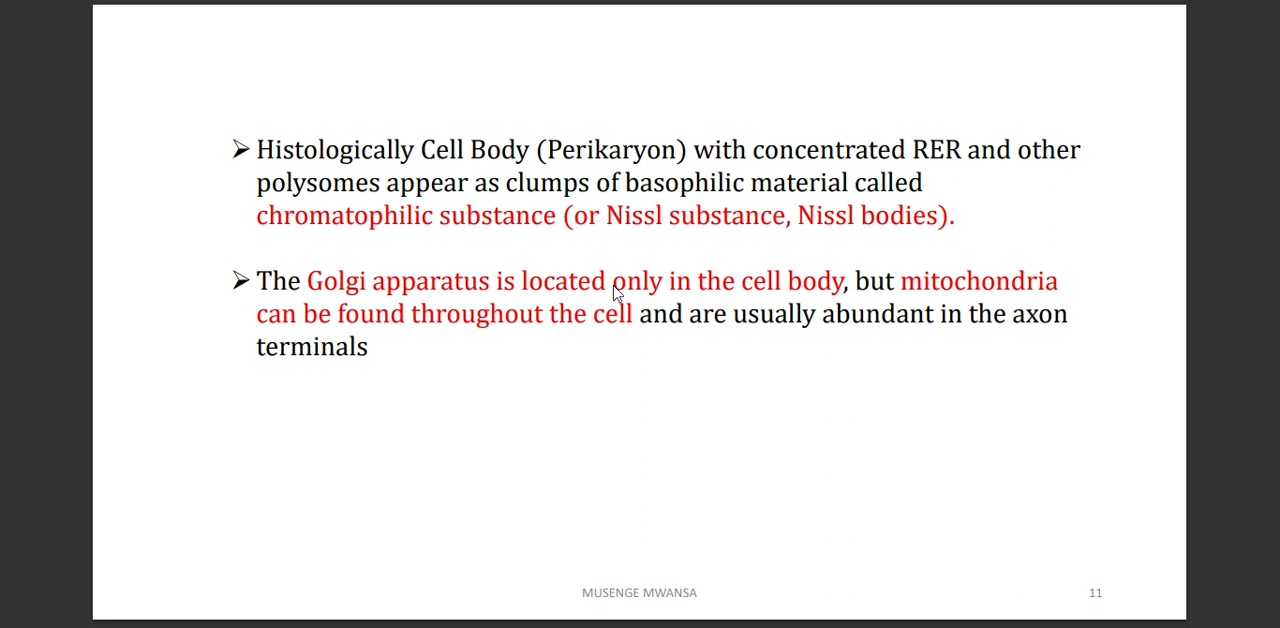 ➢ Histologically Cell Body (Perikaryon) with concentrated RER and other
polysomes appear as clumps of basophilic material called
chromatophilic substance (or Nissl substance, Nissl bodies).
➢ The Golgi apparatus is located only in the cell body, but mitochondria
can be found throughout the cell and are usually abundant in the axon
terminals
MUSENGE MWANSA
11